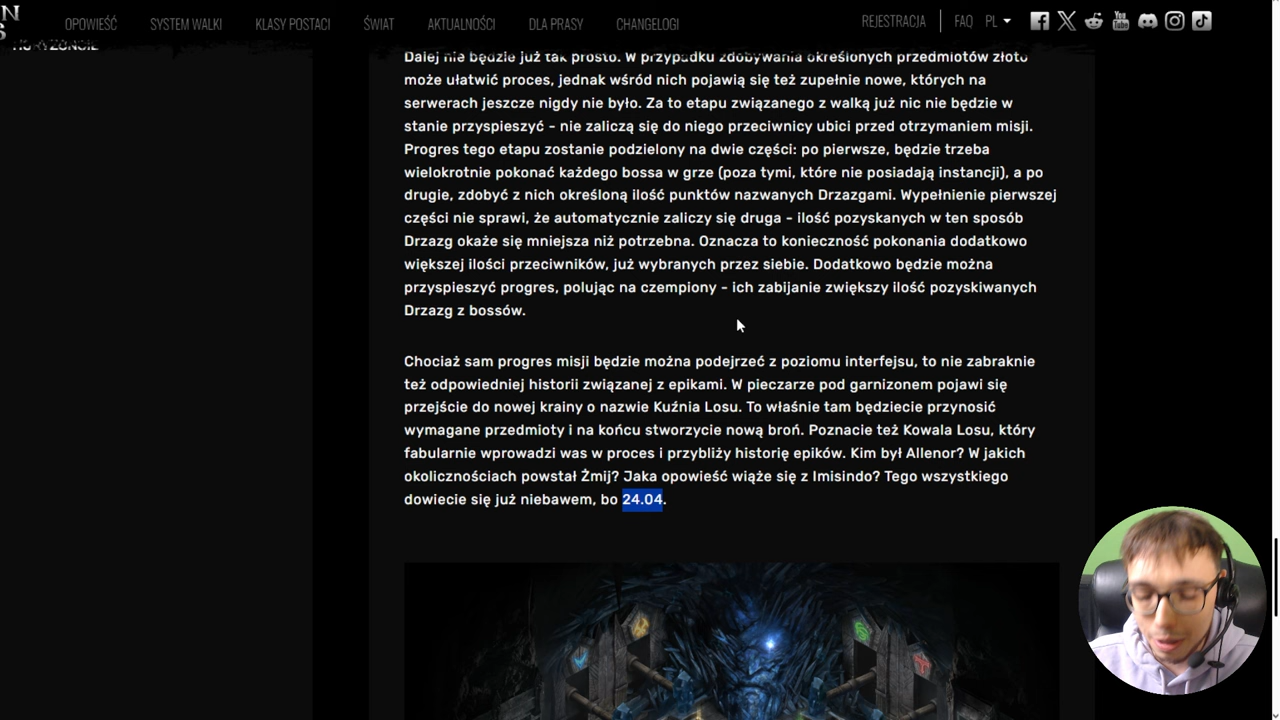 OPOWIEŚĆ SYSTEM WALKI KLASY POSTACI ŚWIAT AKTUALNOŚCI DLA PRASY CHANGELOGI REJESTRACJA FAQ PL
Dalej nie będzie już tak prosto. W przypadku zdobywania określonych przedmiotów złoto
może ułatwić proces, jednak wśród nich pojawią się też zupełnie nowe, których na
serwerach jeszcze nigdy nie było. Za to etapu związanego z walką już nic nie będzie w
stanie przyspieszyć - nie zaliczą się do niego przeciwnicy ubici przed otrzymaniem misji.
Progres tego etapu zostanie podzielony na dwie części: po pierwsze, będzie trzeba
wielokrotnie pokonać każdego bossa w grze (poza tymi, które nie posiadają instancji), a po
drugie, zdobyć z nich określoną ilość punktów nazwanych Drzazgami. Wypełnienie pierwszej
części nie sprawi, że automatycznie zaliczy się druga - ilość pozyskanych w ten sposób
Drzazg okaże się mniejsza niż potrzebna. Oznacza to konieczność pokonania dodatkowo
większej ilości przeciwników, już wybranych przez siebie. Dodatkowo będzie można
przyspieszyć progres, polując na czempiony - ich zabijanie zwiększy ilość pozyskiwanych
Drzazg z bossów.
Chociaż sam progres misji będzie można podejrzeć z poziomu interfejsu, to nie zabraknie
też odpowiedniej historii związanej z epikami. W pieczarze pod garnizonem pojawi się
przejście do nowej krainy o nazwie Kuźnia Losu. To właśnie tam będziecie przynosić
wymagane przedmioty i na końcu stworzycie nową broń. Poznacie też Kowala Losu, który
fabularnie wprowadzi was w proces i przybliży historię epików. Kim był Allenor? W jakich
okolicznościach powstał Żmij? Jaka opowieść wiąże się z Imisindo? Tego wszystkiego
dowiecie się już niebawem, bo 24.04.